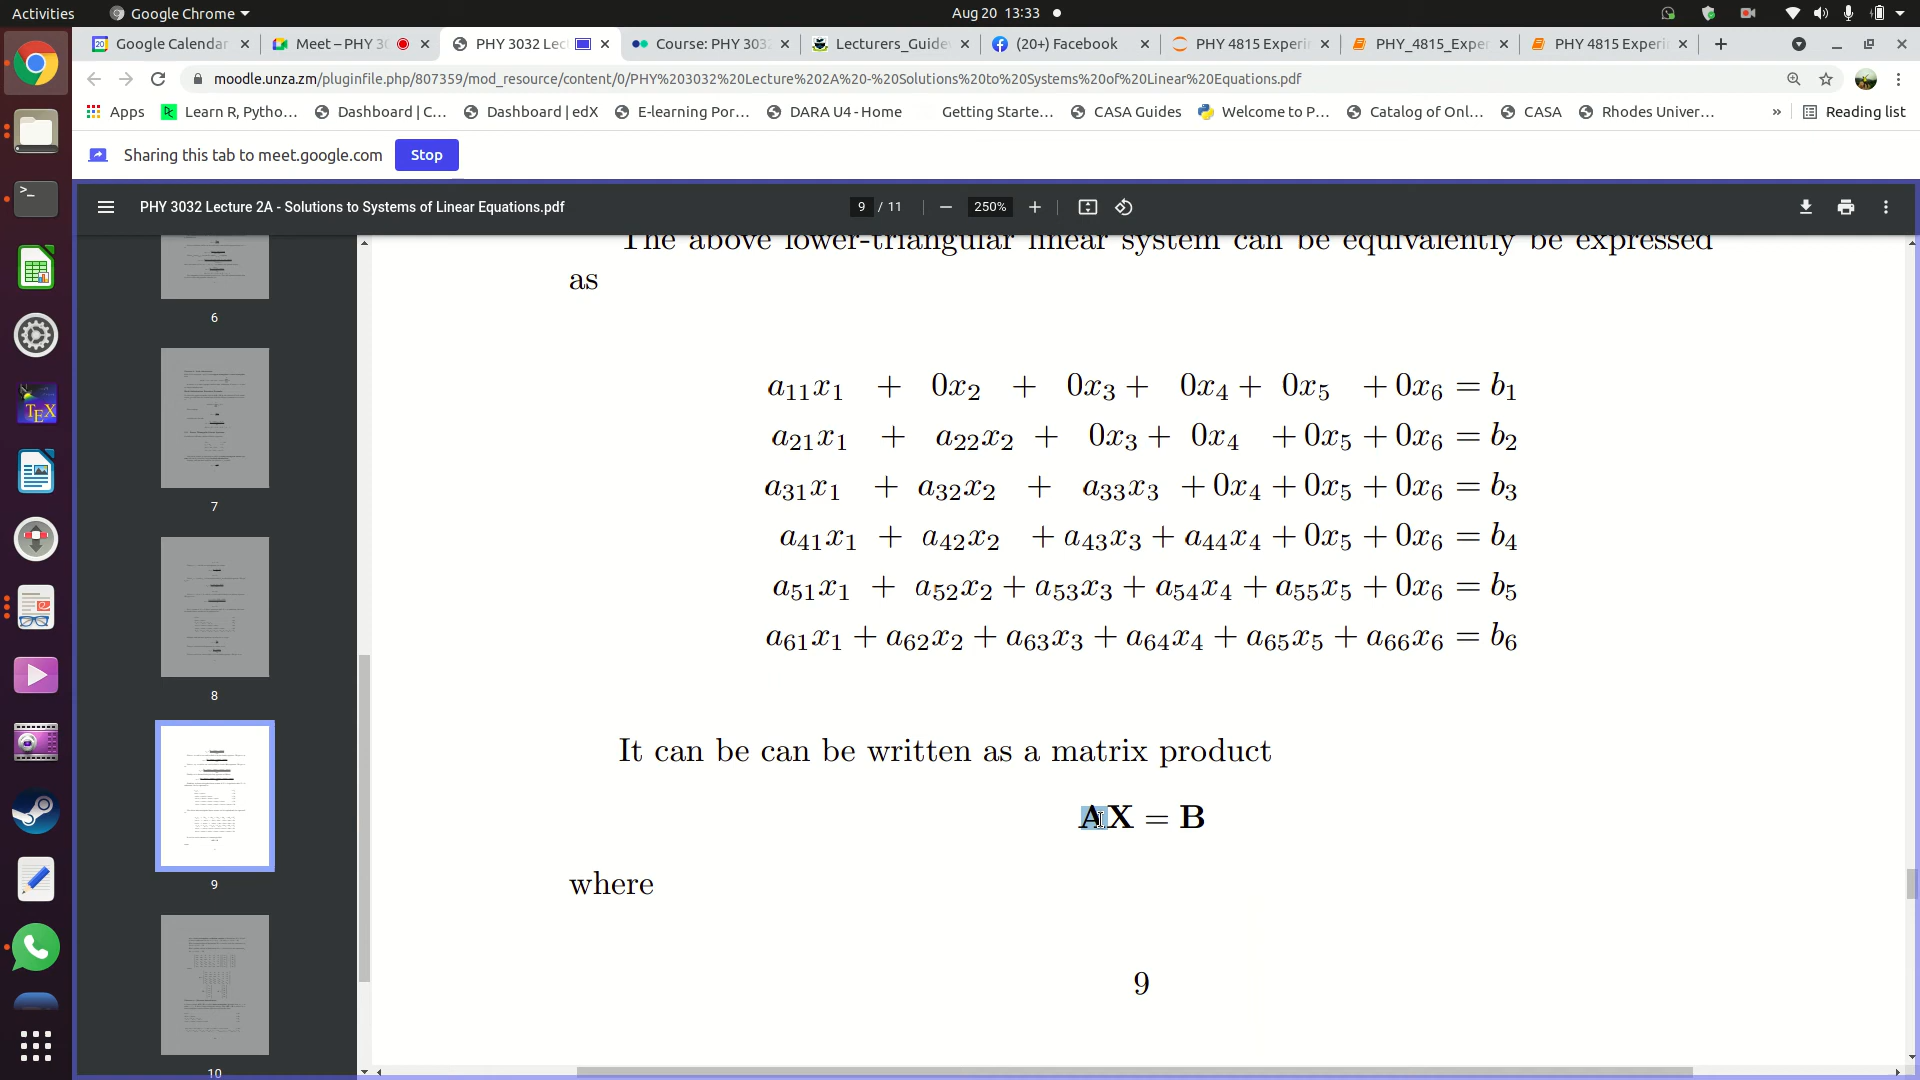 Activities
Google Chrome
Aug 20 13:33
Google Calendar
Meet – PHY 30
PHY 3032 Lec
Course: PHY 303
Lecturers_Guide
(20+) Facebook
PHY 4815 Experi
PHY_4815_Expe
PHY 4815 Experi
moodle.unza.zm/pluginfile.php/807359/mod_resource/content/0/PHY%203032%20Lecture%202A%20-%20Solutions%20to%20Systems%20of%20Linear%20Equations.pdf
Apps
Learn R, Pytho...
Dashboard | C...
Dashboard | edX
E-learning Por...
DARA U4 - Home
Getting Starte...
CASA Guides
Welcome to P...
Catalog of Onl...
CASA
Rhodes Univer...
»
Reading list
Sharing this tab to meet.google.com
Stop
PHY 3032 Lecture 2A - Solutions to Systems of Linear Equations.pdf
9 / 11
250%
6
7
8
9
10
The above lower-triangular linear system can be equivalently be expressed
as
a₁₁x₁ + 0x₂ + 0x₃ + 0x₄ + 0x₅ + 0x₆ = b₁
a₂₁x₁ + a₂₂x₂ + 0x₃ + 0x₄ + 0x₅ + 0x₆ = b₂
a₃₁x₁ + a₃₂x₂ + a₃₃x₃ + 0x₄ + 0x₅ + 0x₆ = b₃
a₄₁x₁ + a₄₂x₂ + a₄₃x₃ + a₄₄x₄ + 0x₅ + 0x₆ = b₄
a₅₁x₁ + a₅₂x₂ + a₅₃x₃ + a₅₄x₄ + a₅₅x₅ + 0x₆ = b₅
a₆₁x₁ + a₆₂x₂ + a₆₃x₃ + a₆₄x₄ + a₆₅x₅ + a₆₆x₆ = b₆
It can be can be written as a matrix product
AX = B
where
9